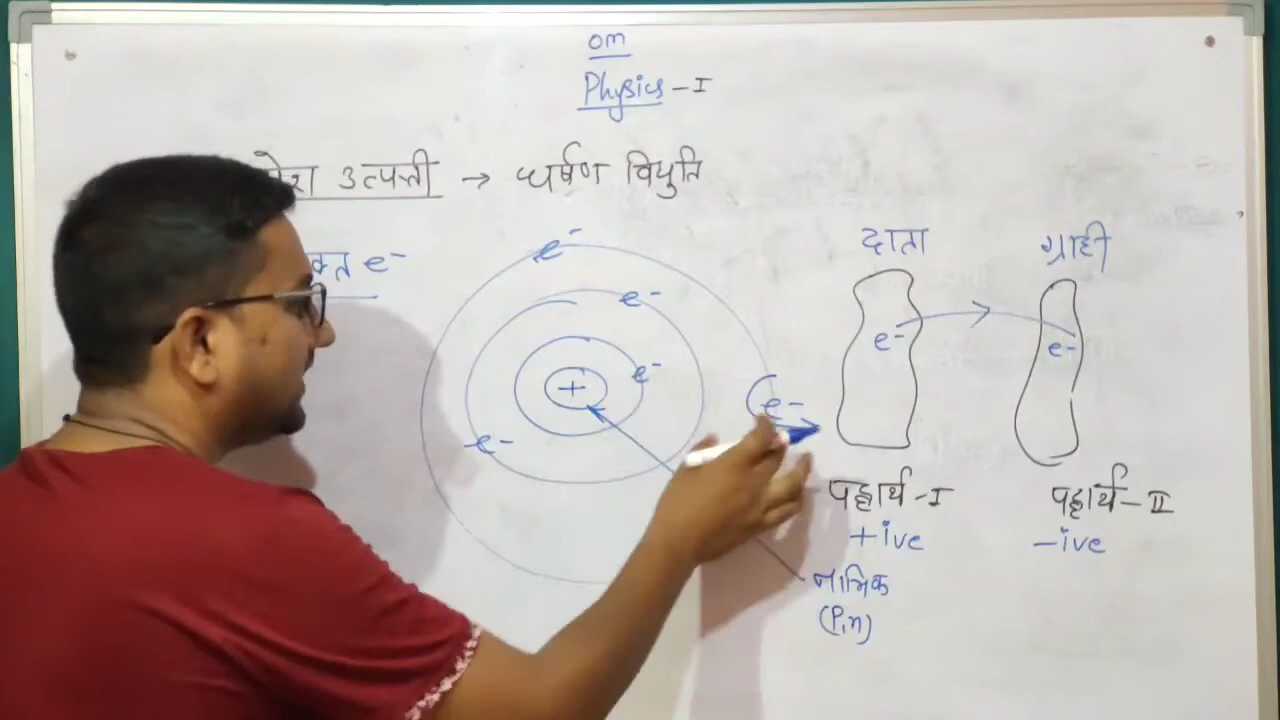 om
Physics - I
उत्पत्ती → घर्षण वियुति
e-
e-
दाता
ग्राही
e-
e-
e-
e-
+
e-
e-
e-
पदार्थ - I
पदार्थ - II
+ive
-ive
नाभिक
(P,n)